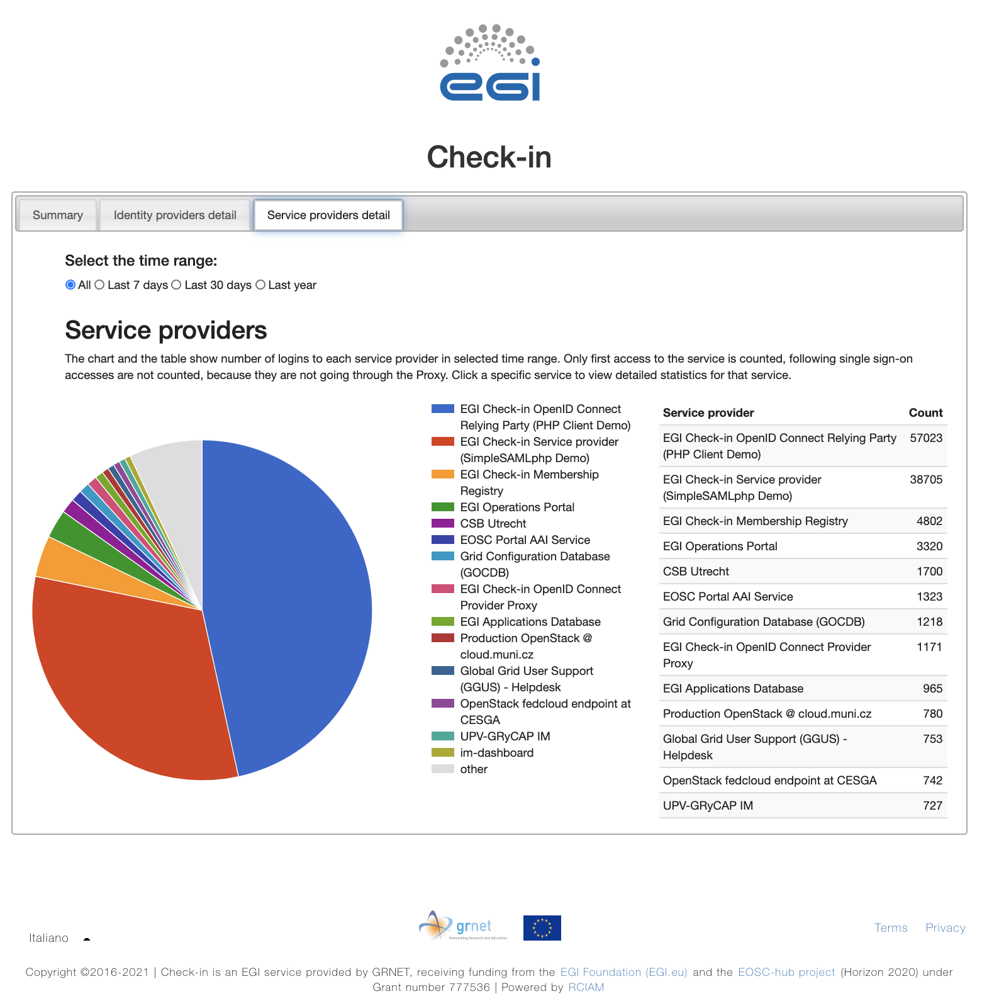 egi
Check-in
Summary
Identity providers detail
Service providers detail
Select the time range:
All
Last 7 days
Last 30 days
Last year
Service providers
The chart and the table show number of logins to each service provider in selected time range. Only first access to the service is counted, following single sign-on
accesses are not counted, because they are not going through the Proxy. Click a specific service to view detailed statistics for that service.
EGI Check-in OpenID Connect
Relying Party (PHP Client Demo)
EGI Check-in Service provider
(SimpleSAMLphp Demo)
EGI Check-in Membership
Registry
EGI Operations Portal
CSB Utrecht
EOSC Portal AAI Service
Grid Configuration Database
(GOCDB)
EGI Check-in OpenID Connect
Provider Proxy
EGI Applications Database
Production OpenStack @
cloud.muni.cz
Global Grid User Support
(GGUS) - Helpdesk
OpenStack fedcloud endpoint at
CESGA
UPV-GRyCAP IM
im-dashboard
other
Service provider Count
EGI Check-in OpenID Connect Relying Party 57023
(PHP Client Demo)
EGI Check-in Service provider 38705
(SimpleSAMLphp Demo)
EGI Check-in Membership Registry 4802
EGI Operations Portal 3320
CSB Utrecht 1700
EOSC Portal AAI Service 1323
Grid Configuration Database (GOCDB) 1218
EGI Check-in OpenID Connect Provider 1171
Proxy
EGI Applications Database 965
Production OpenStack @ cloud.muni.cz 780
Global Grid User Support (GGUS) - 753
Helpdesk
OpenStack fedcloud endpoint at CESGA 742
UPV-GRyCAP IM 727
Italiano
grnet
Networking Research and Education
Terms
Privacy
Copyright ©2016-2021 | Check-in is an EGI service provided by GRNET, receiving funding from the EGI Foundation (EGI.eu) and the EOSC-hub project (Horizon 2020) under
Grant number 777536 | Powered by RCIAM